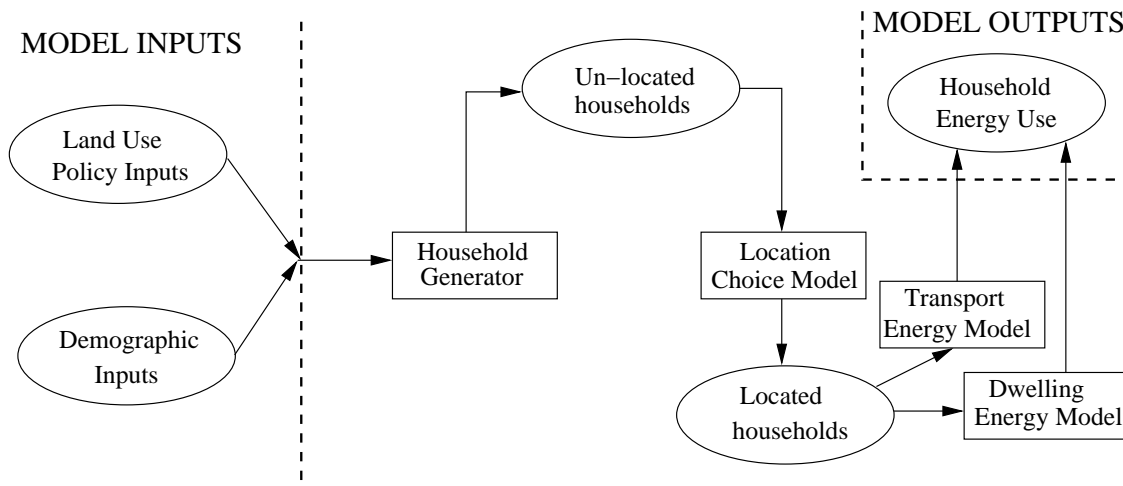 MODEL INPUTS
Land Use
Policy Inputs
Demographic
Inputs
Household
Generator
Un-located
households
Location
Choice Model
Located
households
Transport
Energy Model
Dwelling
Energy Model
MODEL OUTPUTS
Household
Energy Use